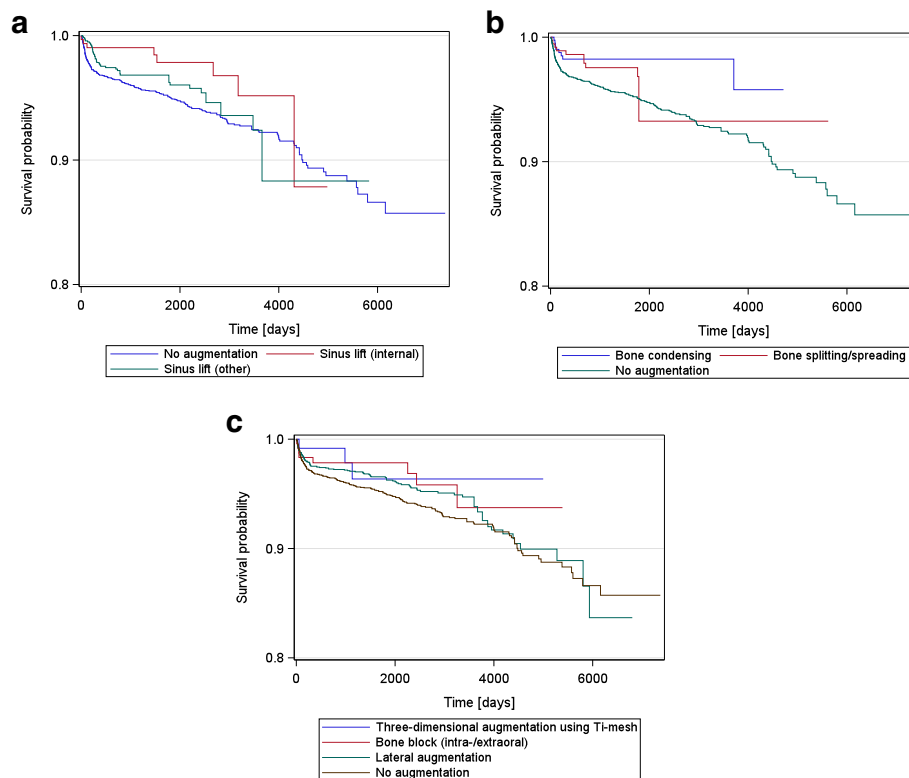 a
1.0
0.9
0.8
Survival probability
0 2000 4000 6000
Time [days]
No augmentation Sinus lift (internal)
Sinus lift (other)
b
1.0
0.9
0.8
Survival probability
0 2000 4000 6000
Time [days]
Bone condensing Bone splitting/spreading
No augmentation
c
1.0
0.9
0.8
Survival probability
0 2000 4000 6000
Time [days]
Three-dimensional augmentation using Ti-mesh
Bone block (intra-/extraoral)
Lateral augmentation
No augmentation